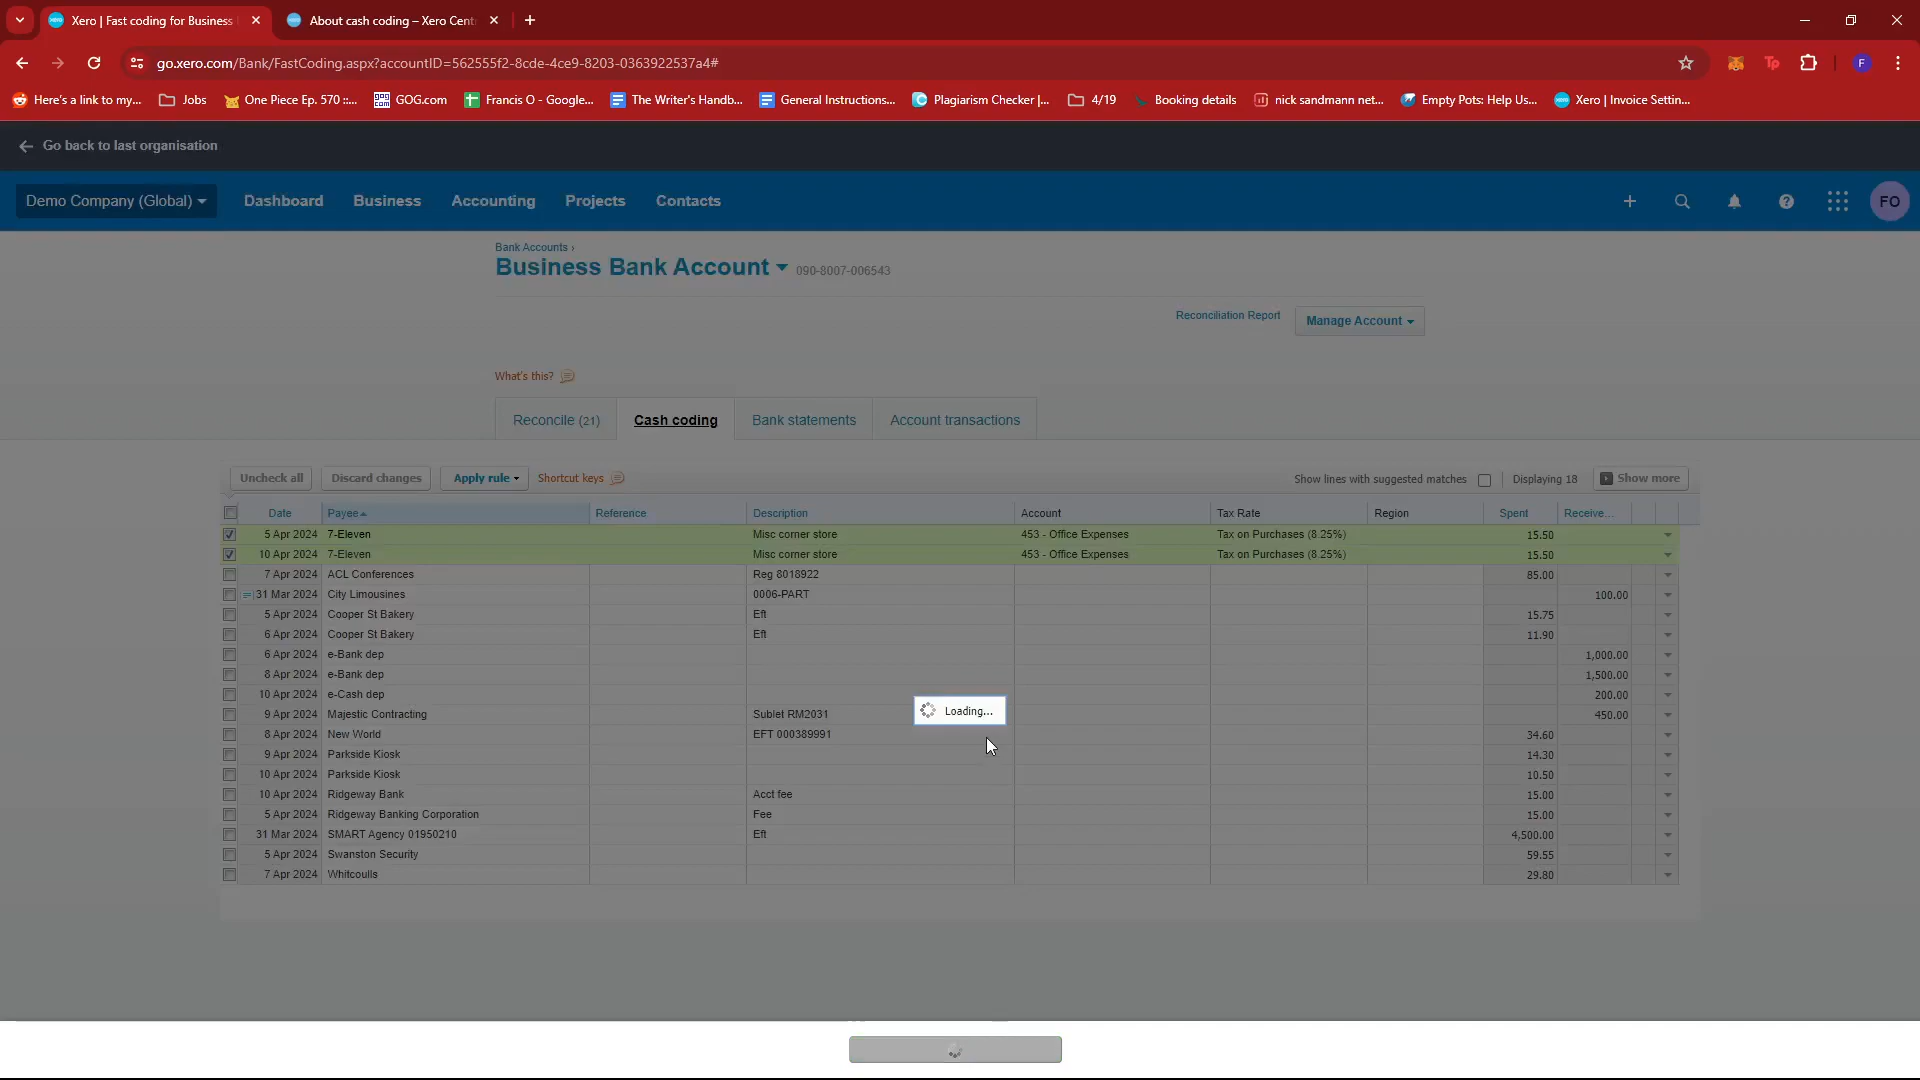 Xero | Fast coding for Business
About cash coding – Xero Cent
go.xero.com/Bank/FastCoding.aspx?accountID=562555f2-8cde-4ce9-8203-0363922537a4#
Here's a link to my... Jobs One Piece Ep. 570 ::... GOG.com Francis O - Google... The Writer's Handb... General Instructions... Plagiarism Checker |... 4/19 Booking details nick sandmann net... Empty Pots: Help Us... Xero | Invoice Settin...
Go back to last organisation
Demo Company (Global) Dashboard Business Accounting Projects Contacts FO
Bank Accounts ›
Business Bank Account 090-8007-006543
Reconciliation Report Manage Account
What's this?
Reconcile (21) Cash coding Bank statements Account transactions
Uncheck all Discard changes Apply rule Shortcut keys Show lines with suggested matches Displaying 18 Show more
Date Payee Reference Description Account Tax Rate Region Spent Receive...
5 Apr 2024 7-Eleven Misc corner store 453 - Office Expenses Tax on Purchases (8.25%) 15.50
10 Apr 2024 7-Eleven Misc corner store 453 - Office Expenses Tax on Purchases (8.25%) 15.50
7 Apr 2024 ACL Conferences Reg 8018922 85.00
31 Mar 2024 City Limousines 0006-PART 100.00
5 Apr 2024 Cooper St Bakery Eft 15.75
6 Apr 2024 Cooper St Bakery Eft 11.90
6 Apr 2024 e-Bank dep 1,000.00
8 Apr 2024 e-Bank dep 1,500.00
10 Apr 2024 e-Cash dep 200.00
9 Apr 2024 Majestic Contracting Sublet RM2031 450.00
Loading...
8 Apr 2024 New World EFT 000389991 34.60
9 Apr 2024 Parkside Kiosk 14.30
10 Apr 2024 Parkside Kiosk 10.50
10 Apr 2024 Ridgeway Bank Acct fee 15.00
5 Apr 2024 Ridgeway Banking Corporation Fee 15.00
31 Mar 2024 SMART Agency 01950210 Eft 4,500.00
5 Apr 2024 Swanston Security 59.55
7 Apr 2024 Whitcoulls 29.80